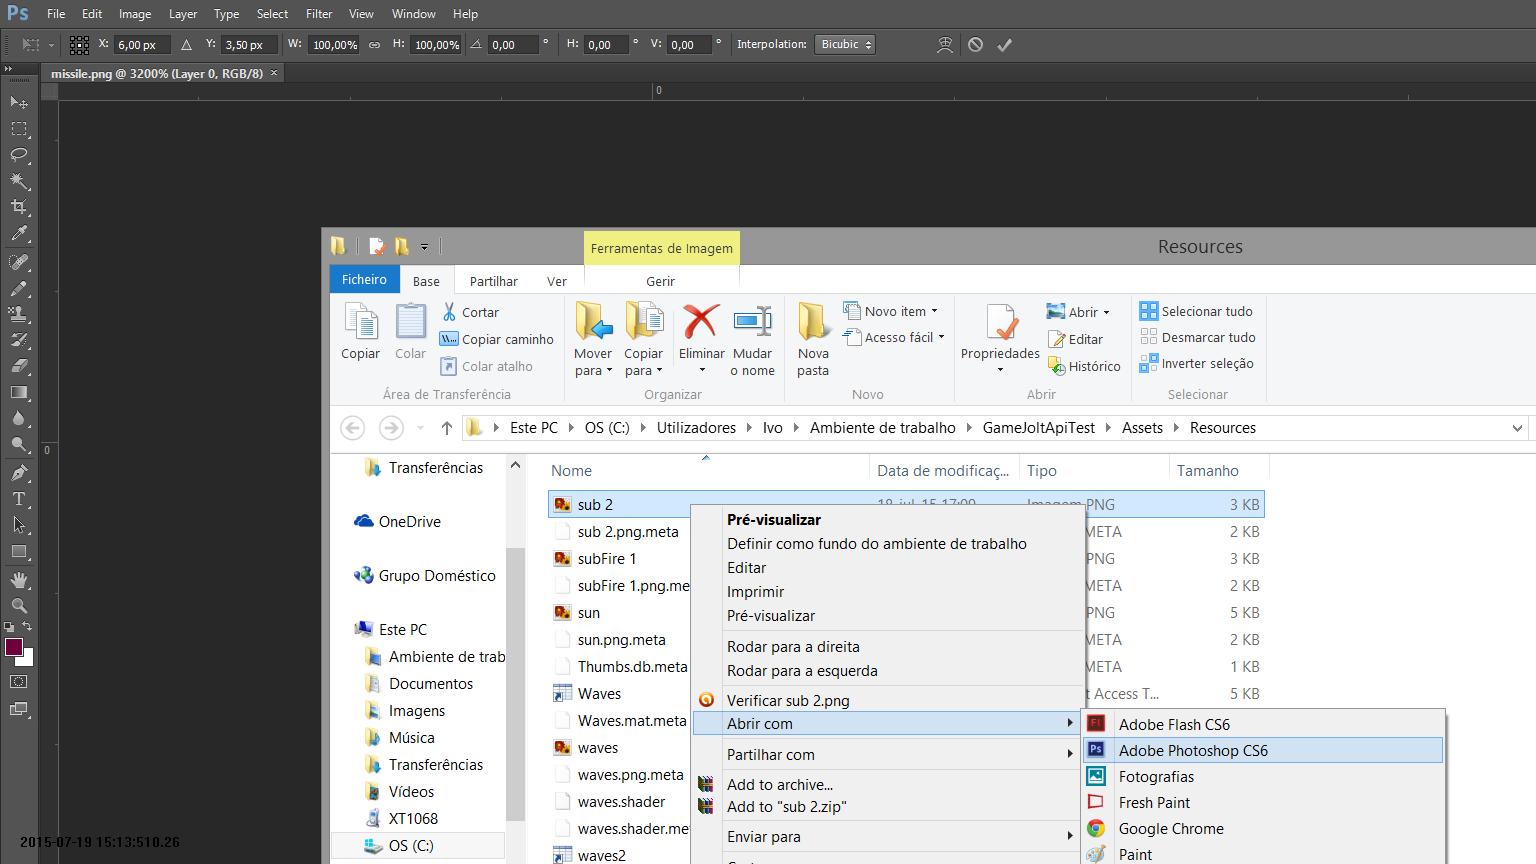 Ps File Edit Image Layer Type Select Filter View Window Help
X: 6,00 px Y: 3,50 px W: 100,00% H: 100,00% 0,00 ° H: 0,00 ° V: 0,00 ° Interpolation: Bicubic
missile.png @ 3200% (Layer 0, RGB/8) ×
0
0
Ferramentas de Imagem
Resources
Ficheiro Base Partilhar Ver Gerir
Copiar
Colar
Cortar
Copiar caminho
Colar atalho
Área de Transferência
Mover para
Copiar para
Eliminar
Mudar o nome
Organizar
Nova pasta
Novo item
Acesso fácil
Novo
Propriedades
Abrir
Editar
Histórico
Abrir
Selecionar tudo
Desmarcar tudo
Inverter seleção
Selecionar
Este PC OS (C:) Utilizadores Ivo Ambiente de trabalho GameJoltApiTest Assets Resources
Transferências
OneDrive
Grupo Doméstico
Este PC
Ambiente de trab
Documentos
Imagens
Música
Transferências
Vídeos
XT1068
OS (C:)
Nome Data de modificaç... Tipo Tamanho
sub 2 18-jul-15 17:09 Imagem PNG 3 KB
sub 2.png.meta META 2 KB
subFire 1 PNG 3 KB
subFire 1.png.me META 2 KB
sun PNG 5 KB
sun.png.meta META 2 KB
Thumbs.db.meta META 1 KB
Waves t Access T... 5 KB
Waves.mat.meta
waves
waves.png.meta
waves.shader
waves.shader.me
waves2
Pré-visualizar
Definir como fundo do ambiente de trabalho
Editar
Imprimir
Pré-visualizar
Rodar para a direita
Rodar para a esquerda
Verificar sub 2.png
Abrir com
Partilhar com
Add to archive...
Add to "sub 2.zip"
Enviar para
Adobe Flash CS6
Adobe Photoshop CS6
Fotografias
Fresh Paint
Google Chrome
Paint
2015-07-19 15:13:510.26